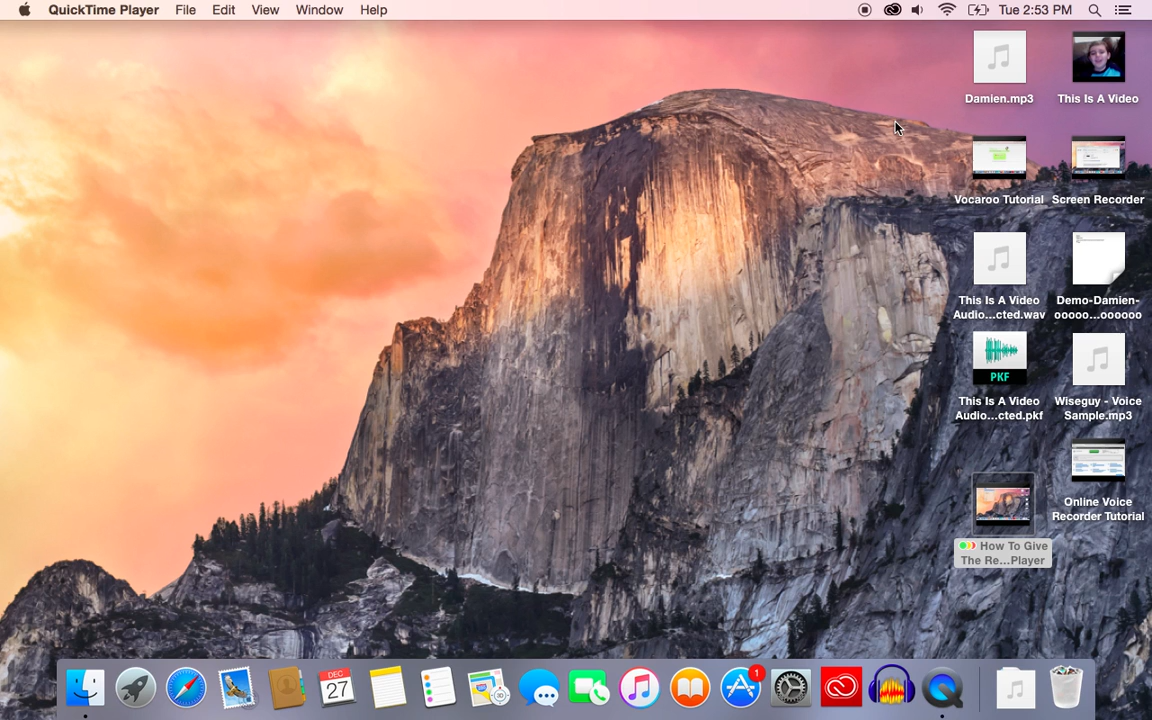 QuickTime Player File Edit View Window Help Tue 2:53 PM
Damien.mp3
This Is A Video
Vocaroo Tutorial
Screen Recorder
This Is A Video
Audio...cted.wav
Demo-Damien-
ooooo...oooooo
PKF
This Is A Video
Audio...cted.pkf
Wiseguy - Voice
Sample.mp3
How To Give
The Re...Player
Online Voice
Recorder Tutorial
DEC
27
1